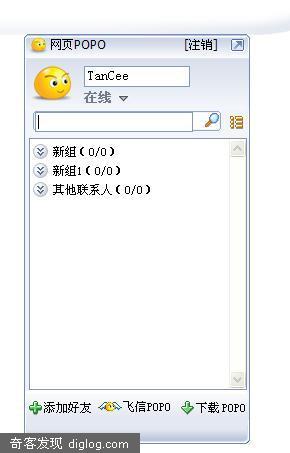 网页POPO [注销]
TanCee
在线
新组(0/0)
新组1(0/0)
其他联系人(0/0)
添加好友 飞信POPO 下载POPO
奇客发现 diglog.com